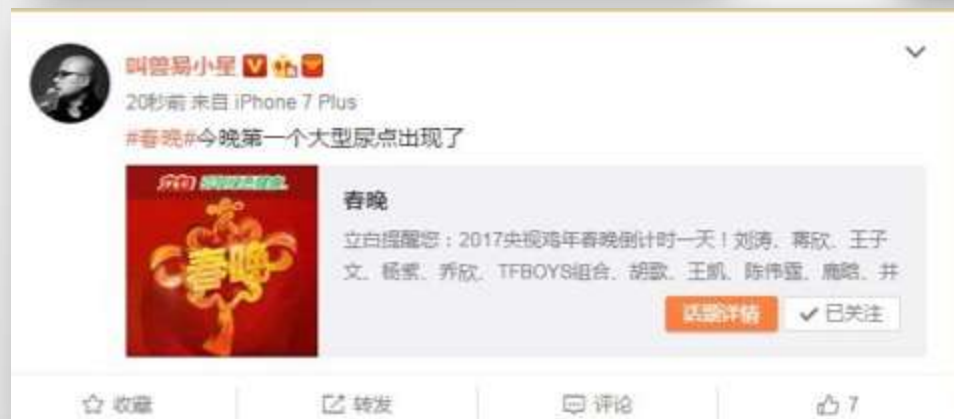 叫兽易小星
20秒前 来自 iPhone 7 Plus
#春晚#今晚第一个大型尿点出现了
春晚
春晚
立白提醒您：2017央视鸡年春晚倒计时一天！刘涛、蒋欣、王子
文、杨紫、乔欣、TFBOYS组合、胡歌、王凯、陈伟霆、鹿晗、井
话题详情
已关注
收藏
转发
评论
7